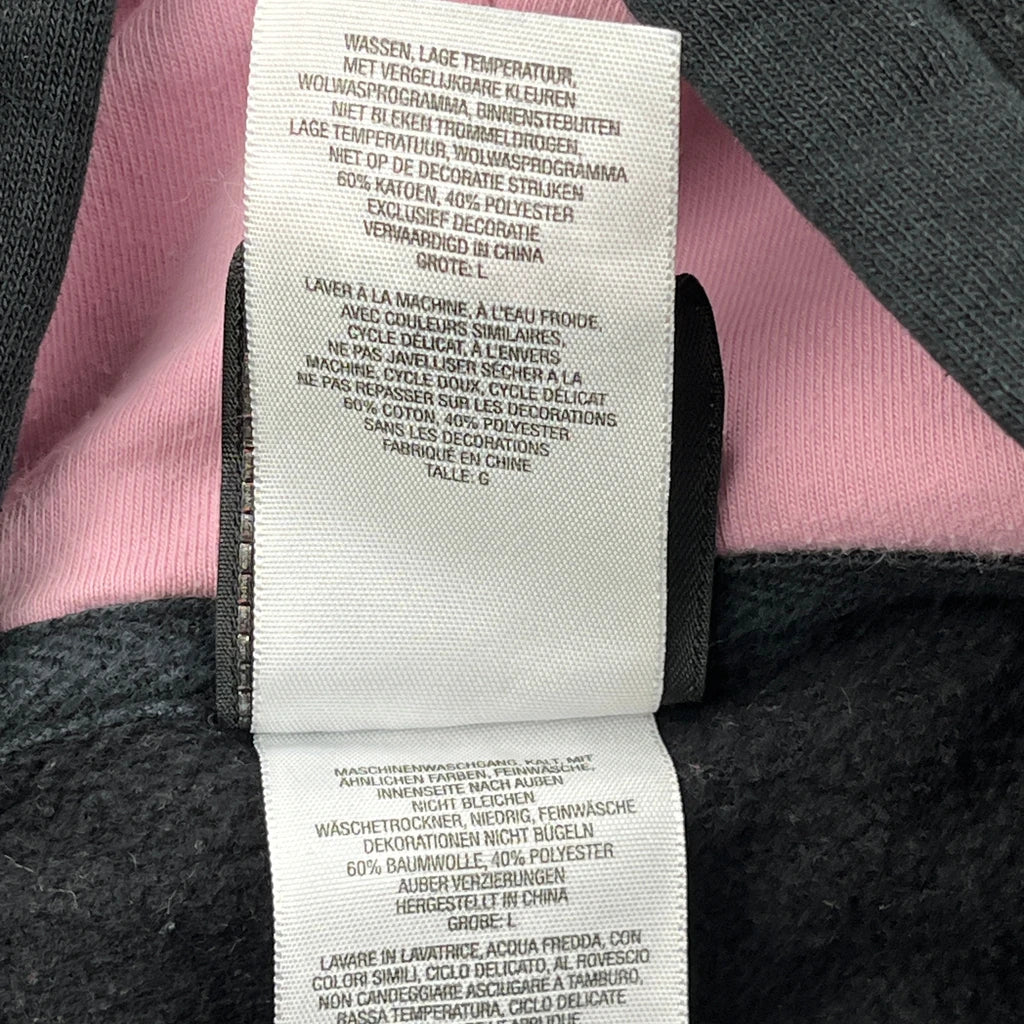 WASSEN, LAGE TEMPERATUUR,
MET VERGELIJKBARE KLEUREN
WOLWASPROGRAMMA, BINNENSTEBUITEN
NIET BLEKEN TROMMELDROGEN,
LAGE TEMPERATUUR, WOLWASPROGRAMMA
NIET OP DE DECORATIE STRIJKEN
60% KATOEN, 40% POLYESTER
EXCLUSIEF DECORATIE
VERVAARDIGD IN CHINA
GROTE: L
LAVER À LA MACHINE, À L'EAU FROIDE,
AVEC COULEURS SIMILAIRES,
CYCLE DÉLICAT, À L'ENVERS
NE PAS JAVELLISER SÉCHER A LA
MACHINE, CYCLE DOUX, CYCLE DÉLICAT
NE PAS REPASSER SUR LES DECORATIONS
60% COTON, 40% POLYESTER
SANS LES DECORATIONS
FABRIQUÉ EN CHINE
TALLE: G
MASCHINENWASCHGANG, KALT, MIT
ÄHNLICHEN FARBEN, FEINWÄSCHE,
INNENSEITE NACH AUßEN
NICHT BLEICHEN
WÄSCHETROCKNER, NIEDRIG, FEINWÄSCHE
DEKORATIONEN NICHT BÜGELN
60% BAUMWOLLE, 40% POLYESTER
AUßER VERZIERUNGEN
HERGESTELLT IN CHINA
GRÖBE: L
LAVARE IN LAVATRICE, ACQUA FREDDA, CON
COLORI SIMILI, CICLO DELICATO, AL ROVESCIO
NON CANDEGGIARE ASCIUGARE A TAMBURO,
BASSA TEMPERATURA, CICLO DELICATE